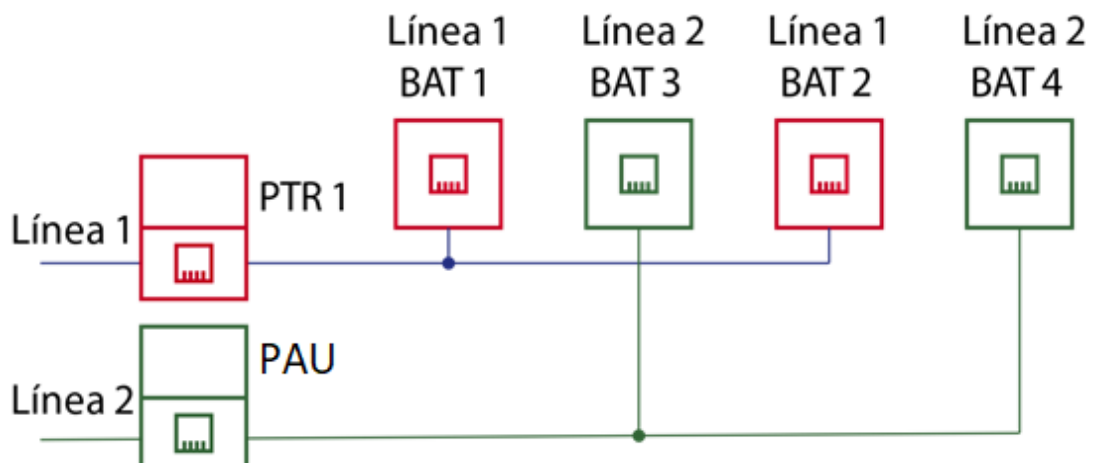 Línea 1
BAT 1
Línea 2
BAT 3
Línea 1
BAT 2
Línea 2
BAT 4
PTR 1
Línea 1
PAU
Línea 2